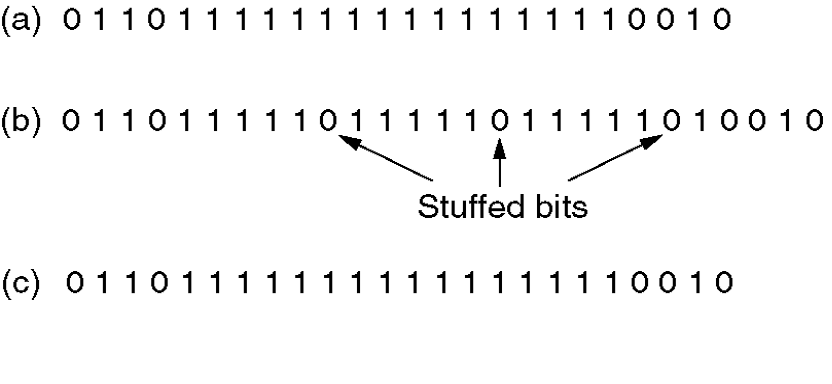 (a) 0 1 1 0 1 1 1 1 1 1 1 1 1 1 1 1 1 1 1 1 0 0 1 0
(b) 0 1 1 0 1 1 1 1 1 0 1 1 1 1 1 0 1 1 1 1 1 0 1 0 0 1 0
Stuffed bits
(c) 0 1 1 0 1 1 1 1 1 1 1 1 1 1 1 1 1 1 1 1 0 0 1 0